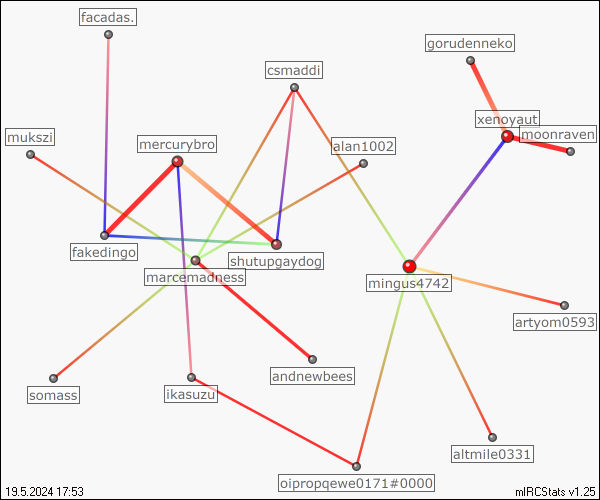 facadas.
gorudenneko
csmaddi
xenoyaut
moonraven
mukszi
mercurybro
alan1002
fakedingo
shutupgaydog
marcemadness
mingus4742
artyom0593
andnewbees
somass
ikasuzu
altmile0331
oipropqewe0171#0000
19.5.2024 17:53
mIRCStats v1.25